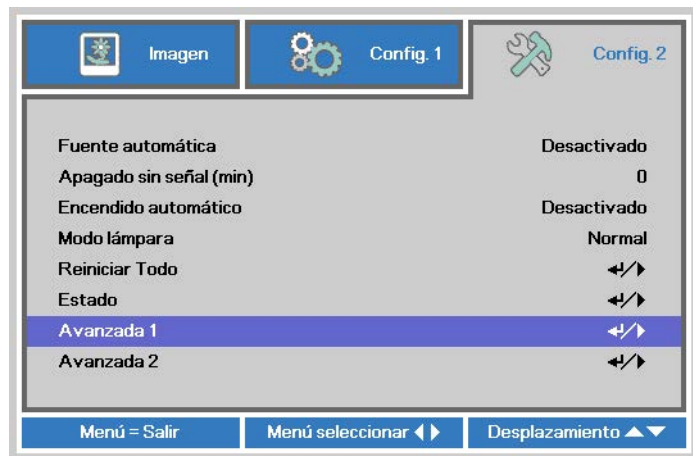 Imagen Config. 1 Config. 2
Fuente automática Desactivado
Apagado sin señal (min) 0
Encendido automático Desactivado
Modo lámpara Normal
Reiniciar Todo ↵/▶
Estado ↵/▶
Avanzada 1 ↵/▶
Avanzada 2 ↵/▶
Menú = Salir Menú seleccionar ◀▶ Desplazamiento ▲▼